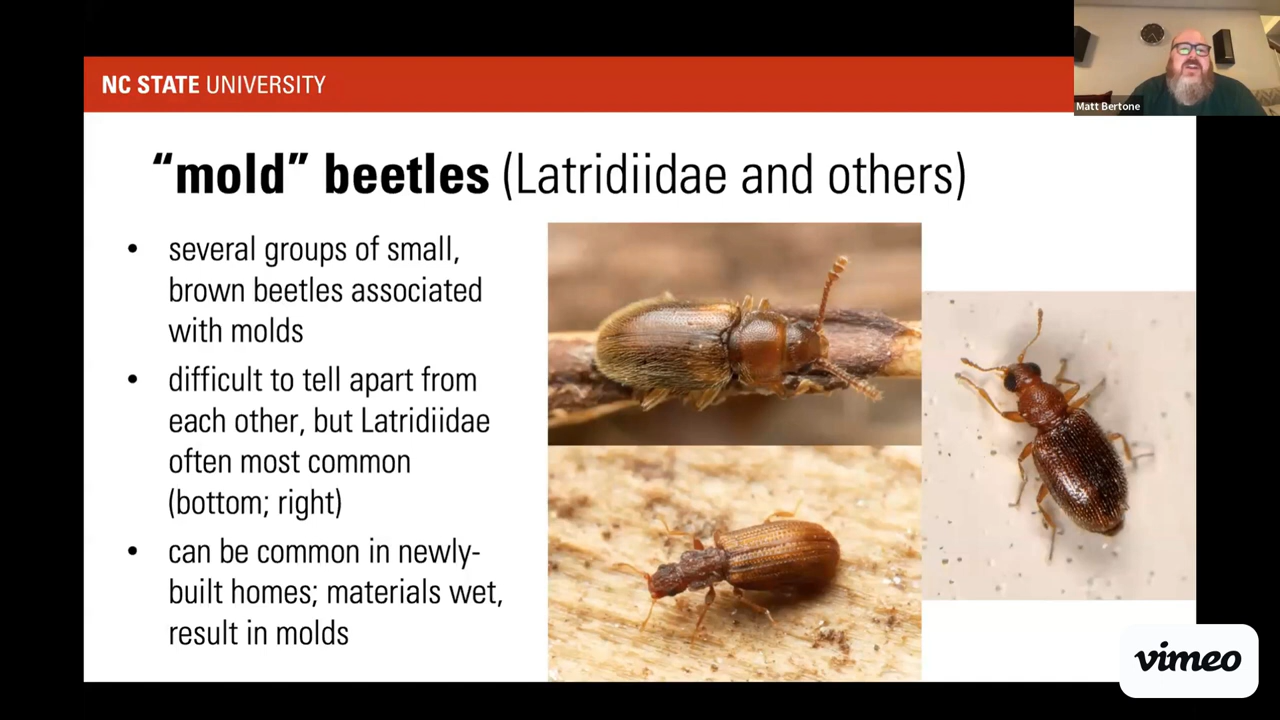 NC STATE UNIVERSITY
Matt Bertone
“mold” beetles (Latridiidae and others)
• several groups of small,
brown beetles associated
with molds
• difficult to tell apart from
each other, but Latridiidae
often most common
(bottom; right)
• can be common in newly-
built homes; materials wet,
result in molds
vimeo